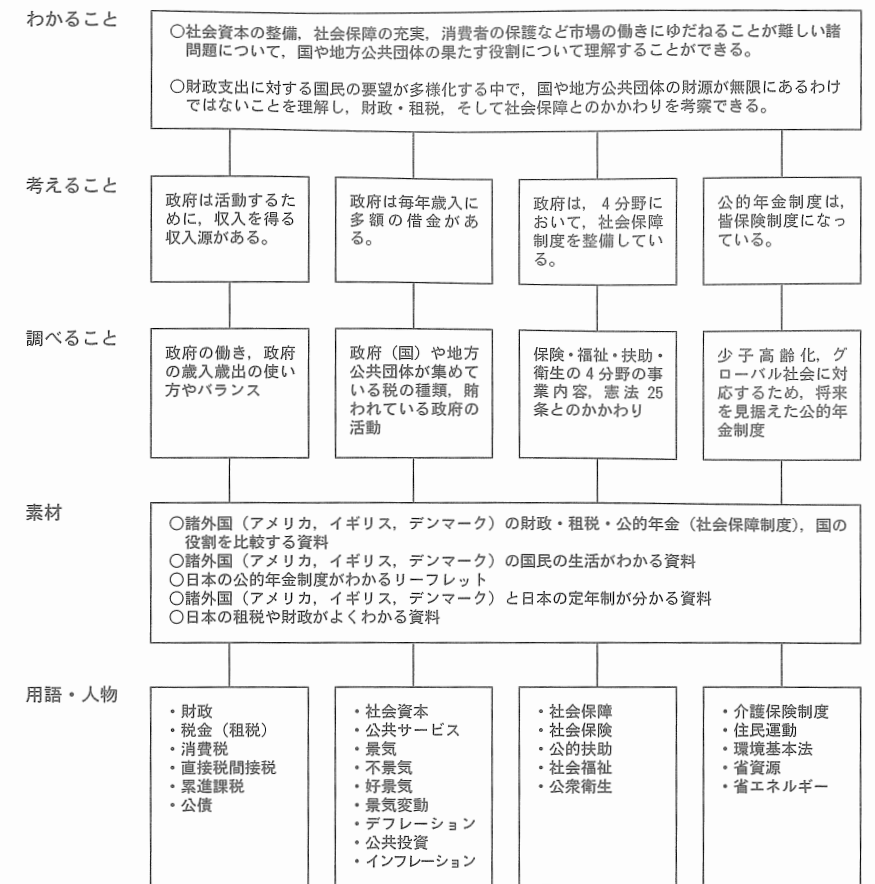 わかること
○社会資本の整備，社会保障の充実，消費者の保護など市場の働きにゆだねることが難しい諸
問題について，国や地方公共団体の果たす役割について理解することができる。
○財政支出に対する国民の要望が多様化する中で，国や地方公共団体の財源が無限にあるわけ
ではないことを理解し，財政・租税，そして社会保障とのかかわりを考察できる。
考えること
政府は活動するた
めに，収入を得る
収入源がある。
政府は毎年歳入に
多額の借金があ
る。
政府は，４分野に
おいて，社会保障
制度を整備してい
る。
公的年金制度は，
皆保険制度になっ
ている。
調べること
政府の働き，政府
の歳入歳出の使い
方やバランス
政府（国）や地方
公共団体が集めて
いる税の種類，賄
われている政府の
活動
保険・福祉・扶助・
衛生の４分野の事
業内容，憲法25
条とのかかわり
少子高齢化，グ
ローバル社会に対
応するため，将来
を見据えた公的年
金制度
素材
○諸外国（アメリカ，イギリス，デンマーク）の財政・租税・公的年金（社会保障制度），国の
役割を比較する資料
○諸外国（アメリカ，イギリス，デンマーク）の国民の生活がわかる資料
○日本の公的年金制度がわかるリーフレット
○諸外国（アメリカ，イギリス，デンマーク）と日本の定年制が分かる資料
○日本の租税や財政がよくわかる資料
用語・人物
・財政
・税金（租税）
・消費税
・直接税間接税
・累進課税
・公債
・社会資本
・公共サービス
・景気
・不景気
・好景気
・景気変動
・デフレーション
・公共投資
・インフレーション
・社会保障
・社会保険
・公的扶助
・社会福祉
・公衆衛生
・介護保険制度
・住民運動
・環境基本法
・省資源
・省エネルギー